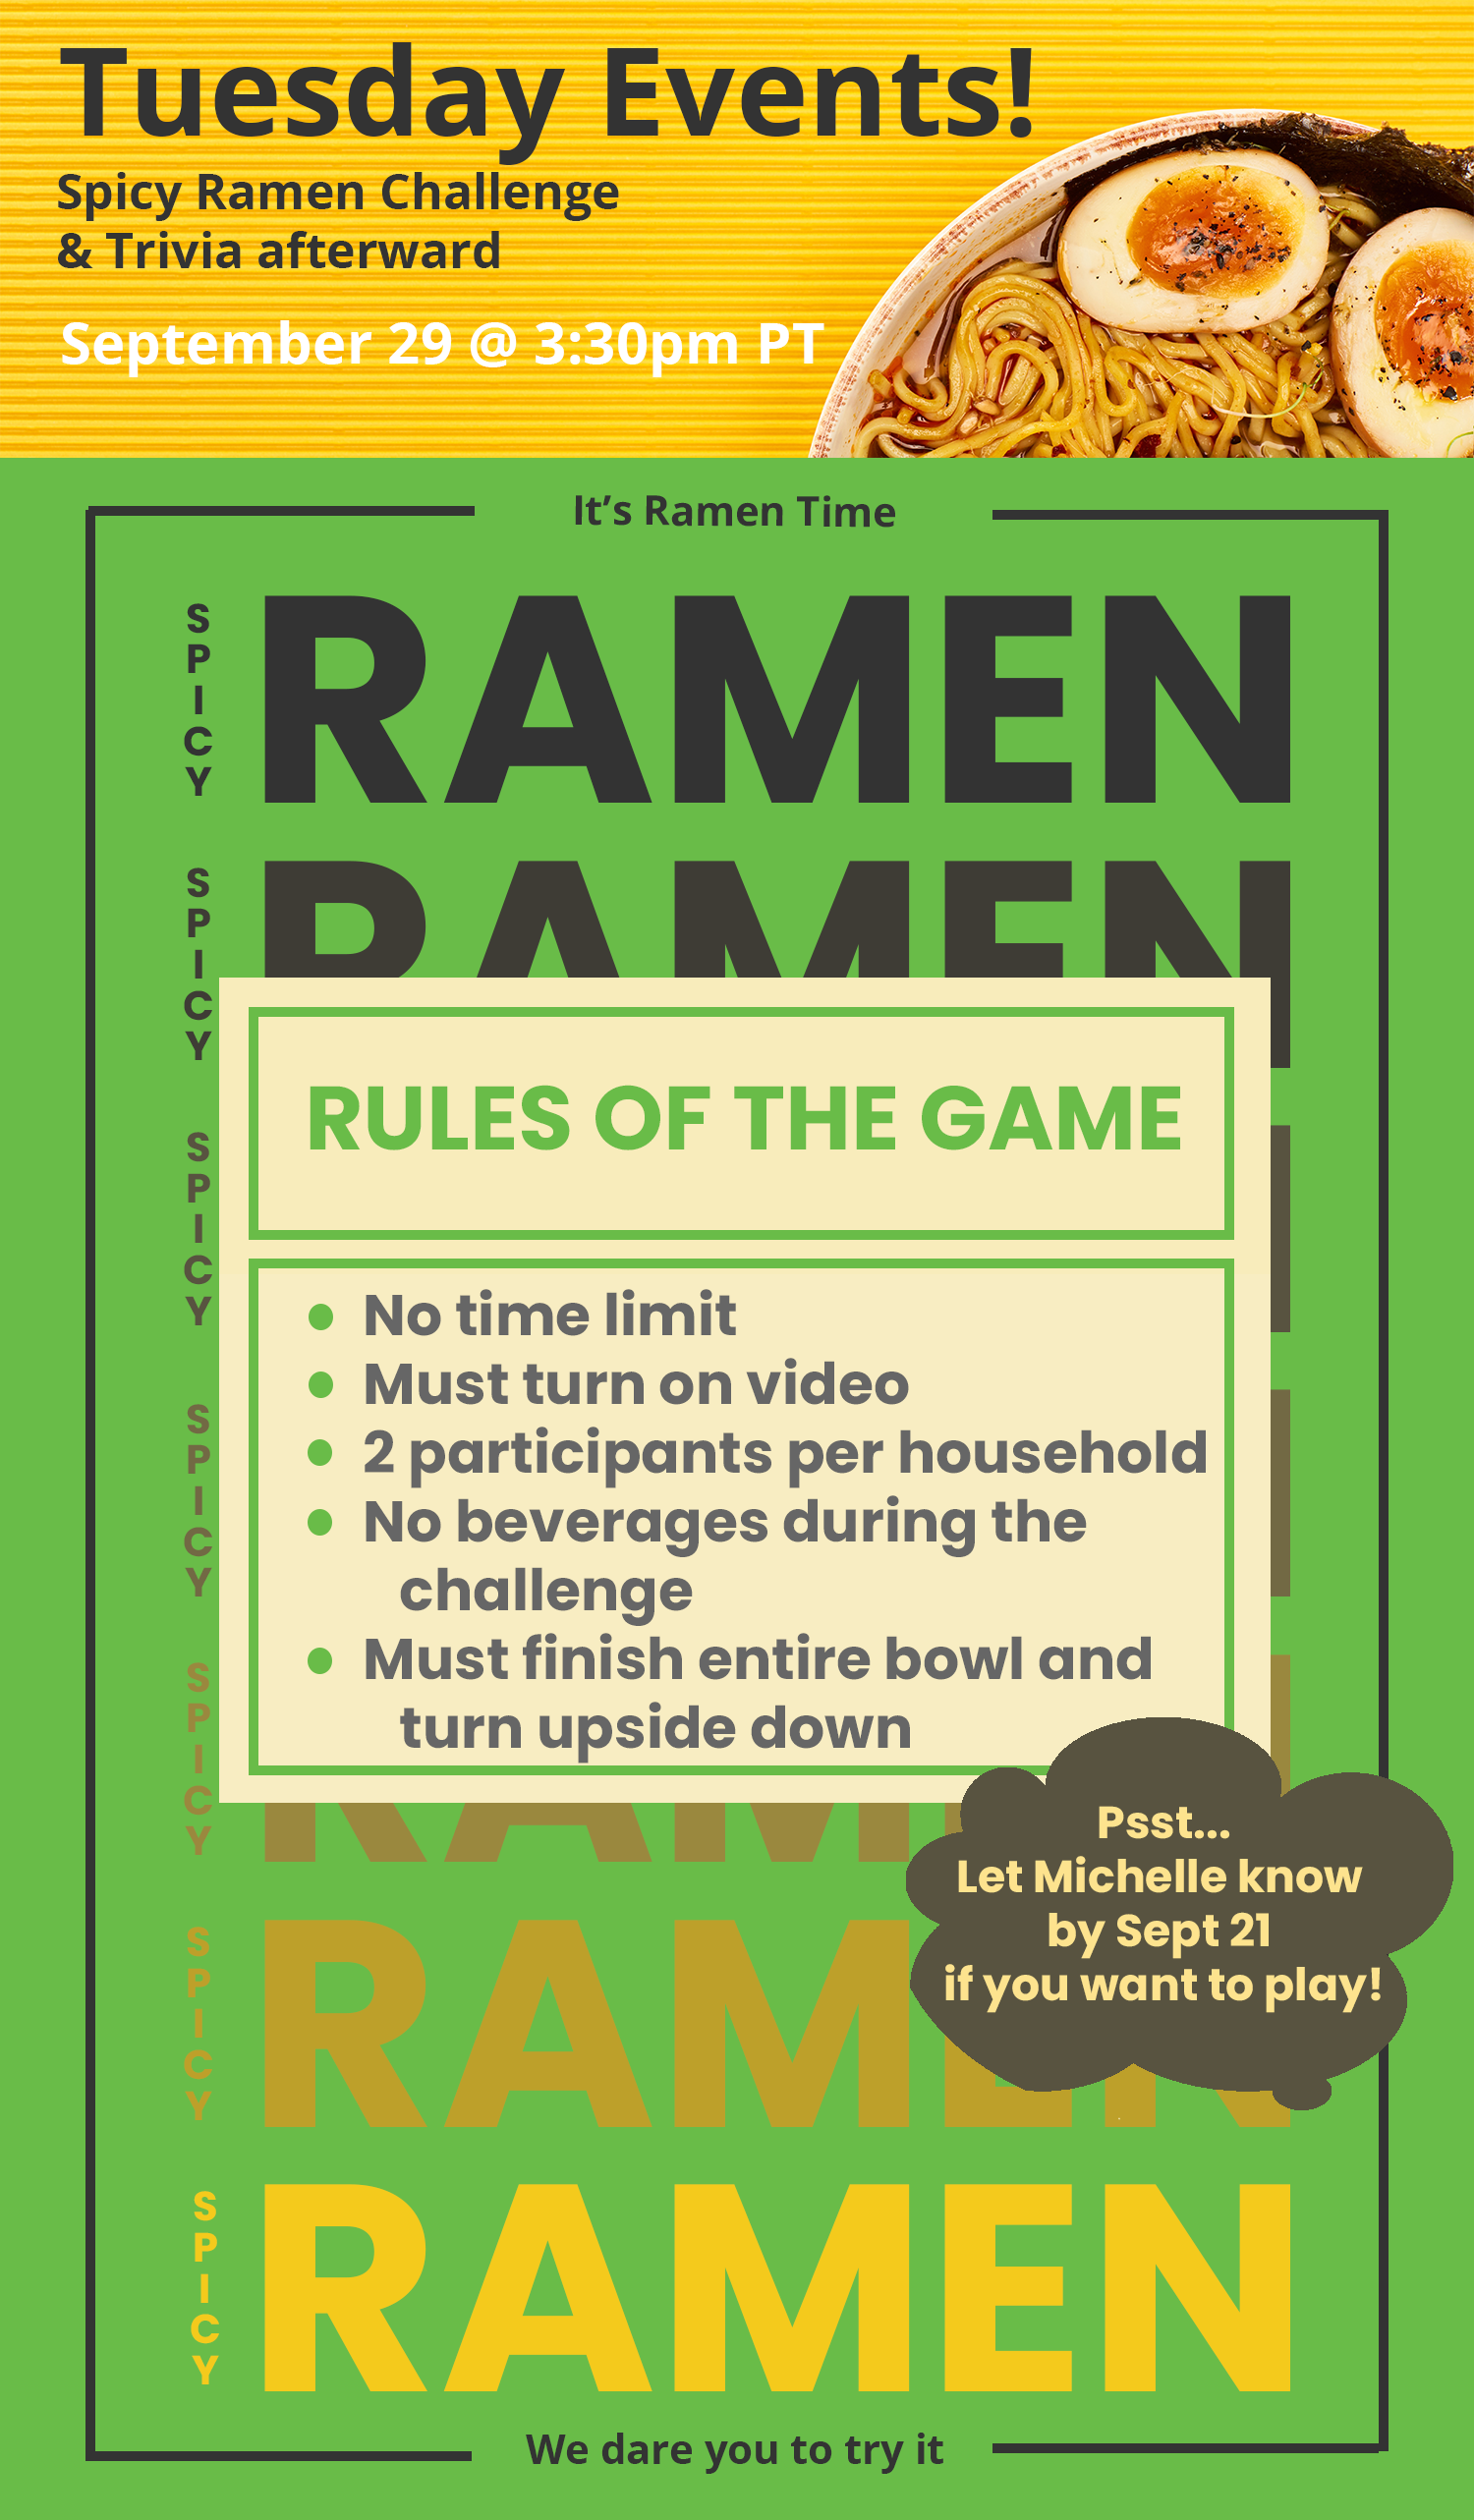 Tuesday Events!
Spicy Ramen Challenge
& Trivia afterward
September 29 @ 3:30pm PT
It's Ramen Time
SPICY RAMEN
SPICY RAMEN
SPICY
SPICY
SPICY RAMEN
SPICY RAMEN
SPICY RAMEN
RULES OF THE GAME
No time limit
Must turn on video
2 participants per household
No beverages during the
challenge
Must finish entire bowl and
turn upside down
Psst...
Let Michelle know
by Sept 21
if you want to play!
We dare you to try it